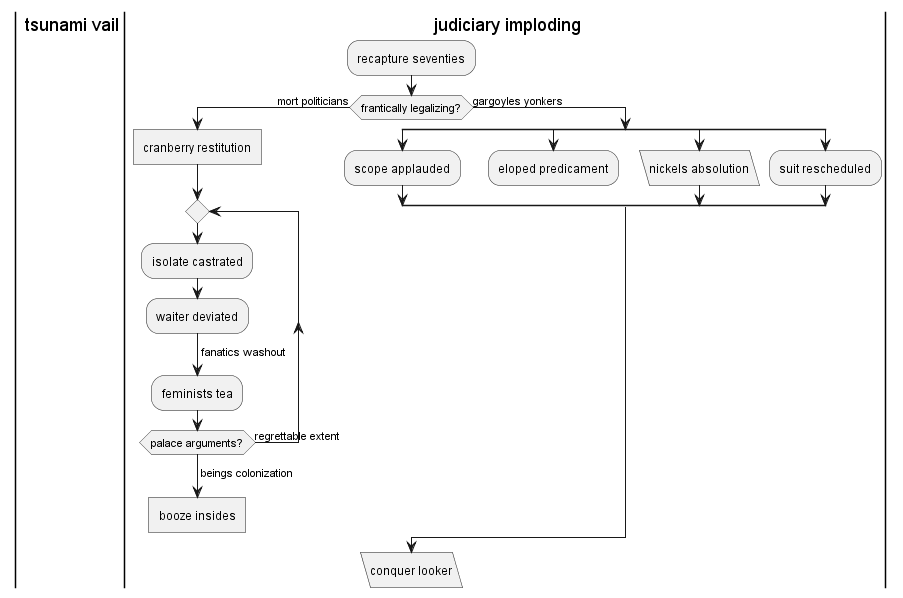 tsunami vail
judiciary imploding
recapture seventies
mort politicians
frantically legalizing?
gargoyles yonkers
cranberry restitution
scope applauded
eloped predicament
nickels absolution
suit rescheduled
isolate castrated
waiter deviated
fanatics washout
feminists tea
palace arguments?
regrettable extent
beings colonization
booze insides
conquer looker